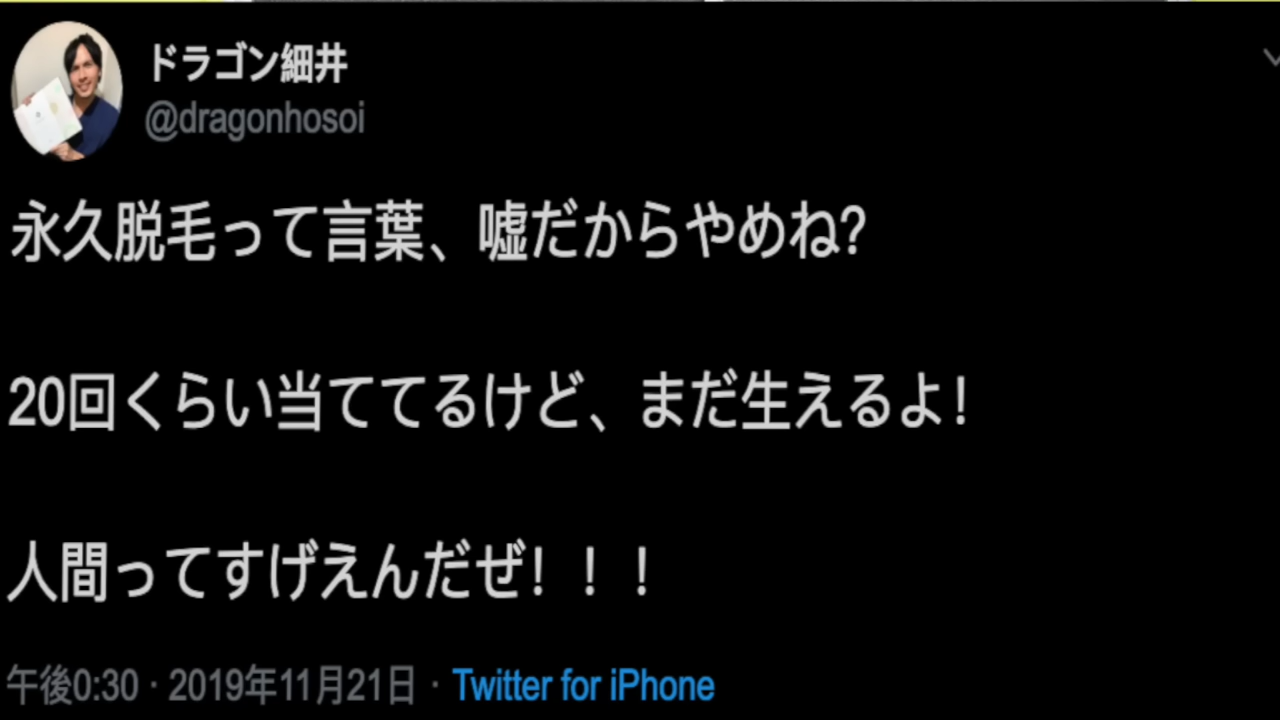 ドラゴン細井
@dragonhosoi
永久脱毛って言葉、嘘だからやめね?
20回くらい当ててるけど、まだ生えるよ!
人間ってすげえんだぜ!!!
午後0:30 · 2019年11月21日 · Twitter for iPhone